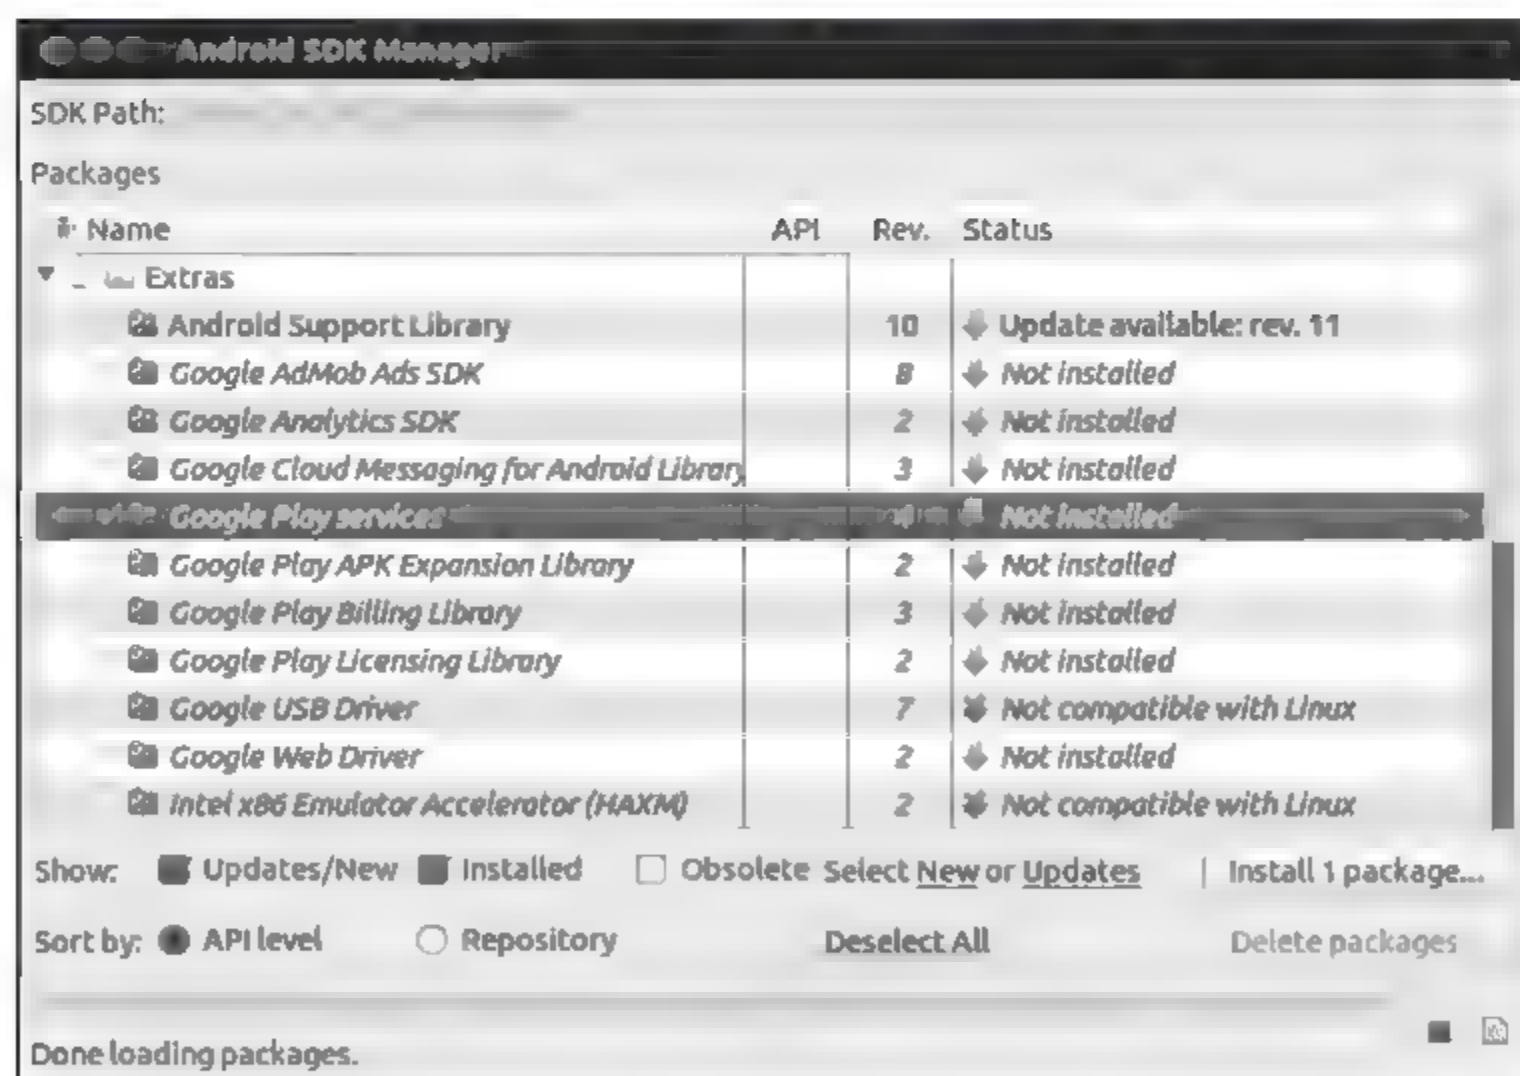 Android SDK Manager
SDK Path:
Packages
Name API Rev. Status
Extras
Android Support Library 10 Update available: rev. 11
Google AdMob Ads SDK 8 Not installed
Google Analytics SDK 2 Not installed
Google Cloud Messaging for Android Library 3 Not installed
Google Play services Not installed
Google Play APK Expansion Library 2 Not installed
Google Play Billing Library 3 Not installed
Google Play Licensing Library 2 Not installed
Google USB Driver 7 Not compatible with Linux
Google Web Driver 2 Not installed
Intel x86 Emulator Accelerator (HAXM) 2 Not compatible with Linux
Show: Updates/New Installed Obsolete Select New or Updates Install 1 package...
Sort by: API level Repository Deselect All Delete packages
Done loading packages.